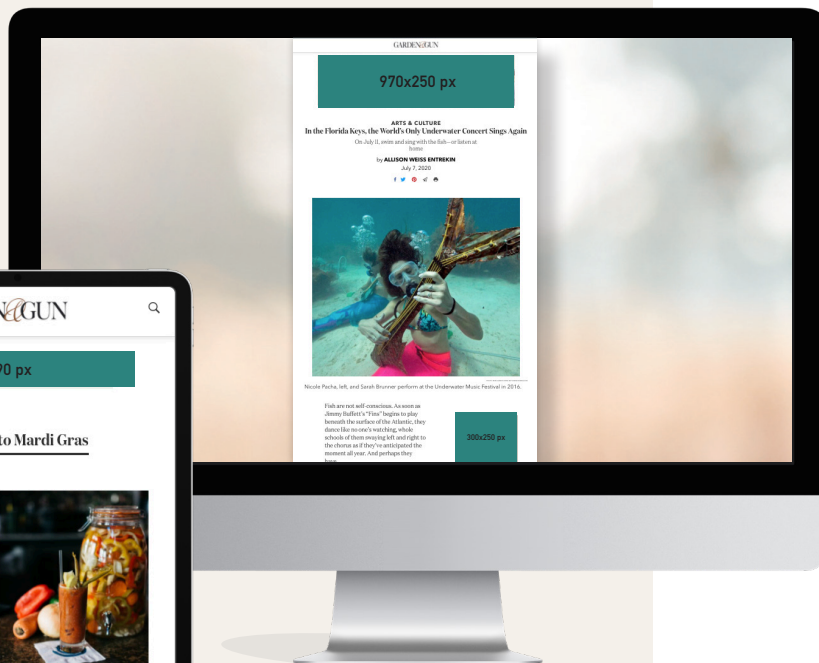 GARDEN&GUN
970x250 px
ARTS & CULTURE
In the Florida Keys, the World's Only Underwater Concert Sings Again
On July 11, swim and sing with the fish—or listen at
home
by ALLISON WEISS ENTREKIN
July 7, 2020
Nicole Pacha, left, and Sarah Brunner perform at the Underwater Music Festival in 2016.
Fish are not self-conscious. As soon as
Jimmy Buffett's "Fins" begins to play
beneath the surface of the Atlantic, they
dance like no one's watching, whole
schools of them swaying left and right to
the chorus as if they've anticipated the
moment all year. And perhaps they
have.
300x250 px
N&GUN
90 px
to Mardi Gras